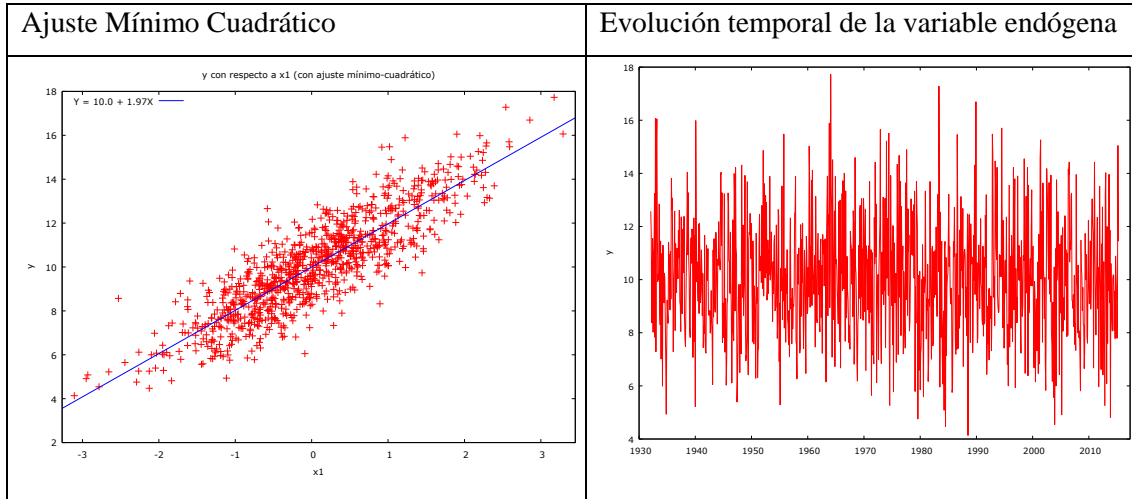 Ajuste Mínimo Cuadrático
Evolución temporal de la variable endógena
y con respecto a x1 (con ajuste mínimo-cuadrático)
Y = 10.0 + 1.97X
18
16
14
12
10
8
6
4
2
y
-3 -2 -1 0 1 2 3
x1
18
16
14
12
10
8
6
4
y
1930 1940 1950 1960 1970 1980 1990 2000 2010